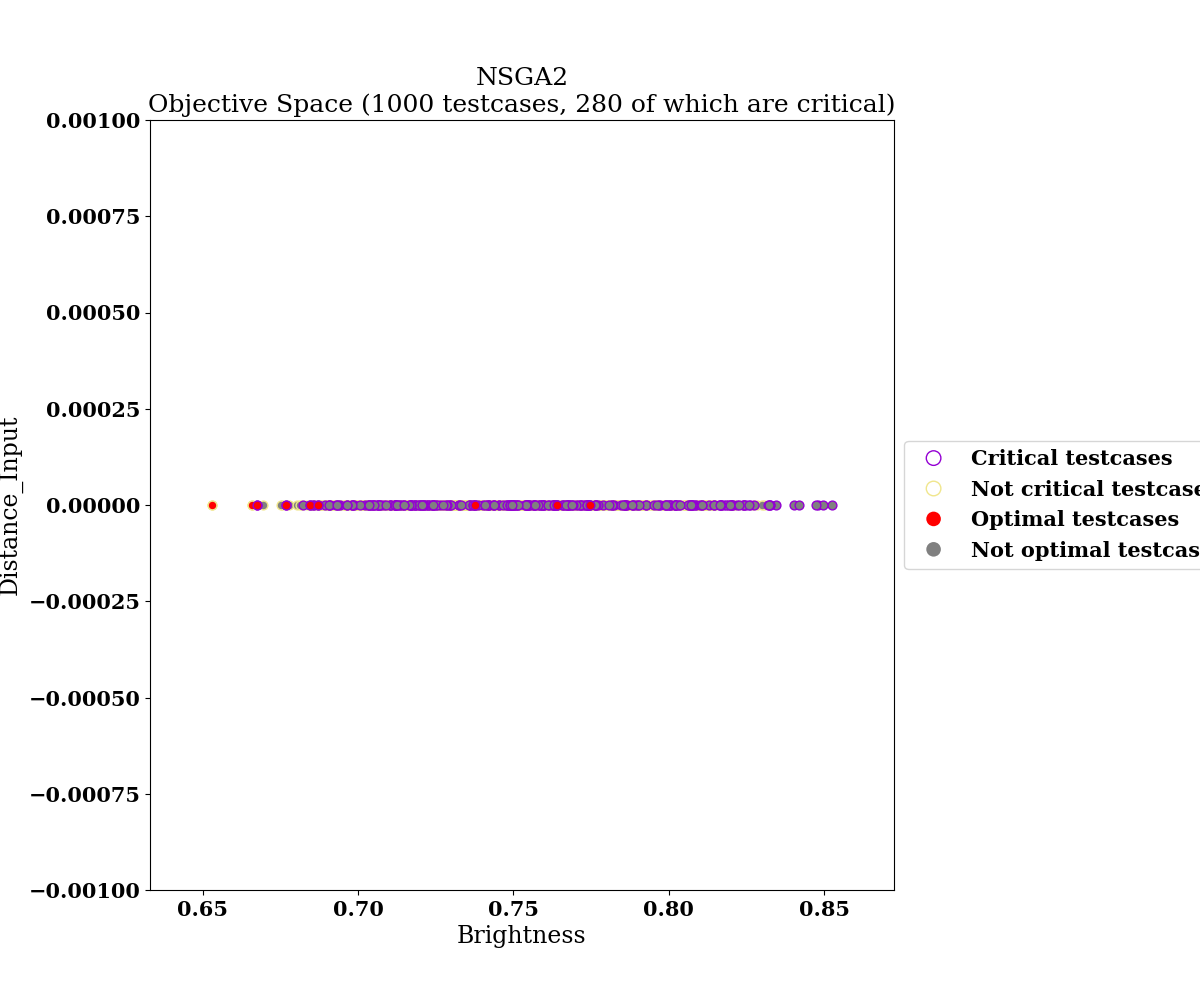 NSGA2
Objective Space (1000 testcases, 280 of which are critical)
0.00100
0.00075
0.00050
0.00025
0.00000
−0.00025
−0.00050
−0.00075
−0.00100
Distance_Input
0.65 0.70 0.75 0.80 0.85
Brightness
Critical testcases
Not critical testcase
Optimal testcases
Not optimal testcas